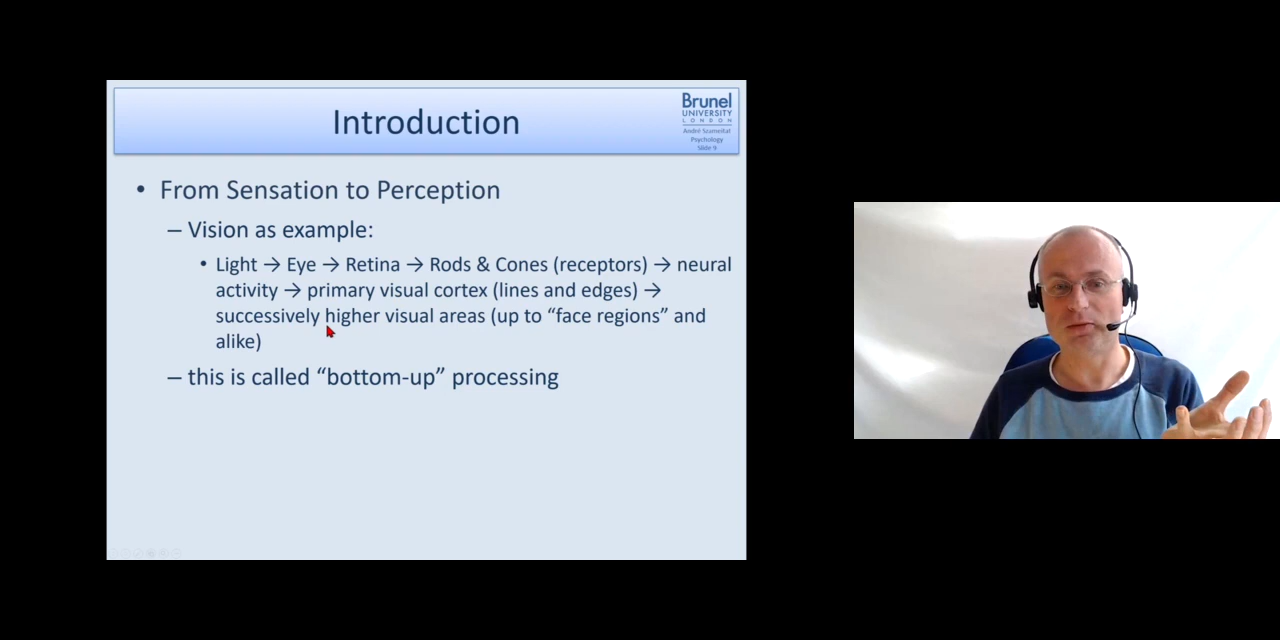 Introduction
Brunel
UNIVERSITY
LONDON
André Szameitat
Psychology
Slide 9
• From Sensation to Perception
– Vision as example:
• Light → Eye → Retina → Rods & Cones (receptors) → neural
activity → primary visual cortex (lines and edges) →
successively higher visual areas (up to “face regions” and
alike)
– this is called “bottom-up” processing